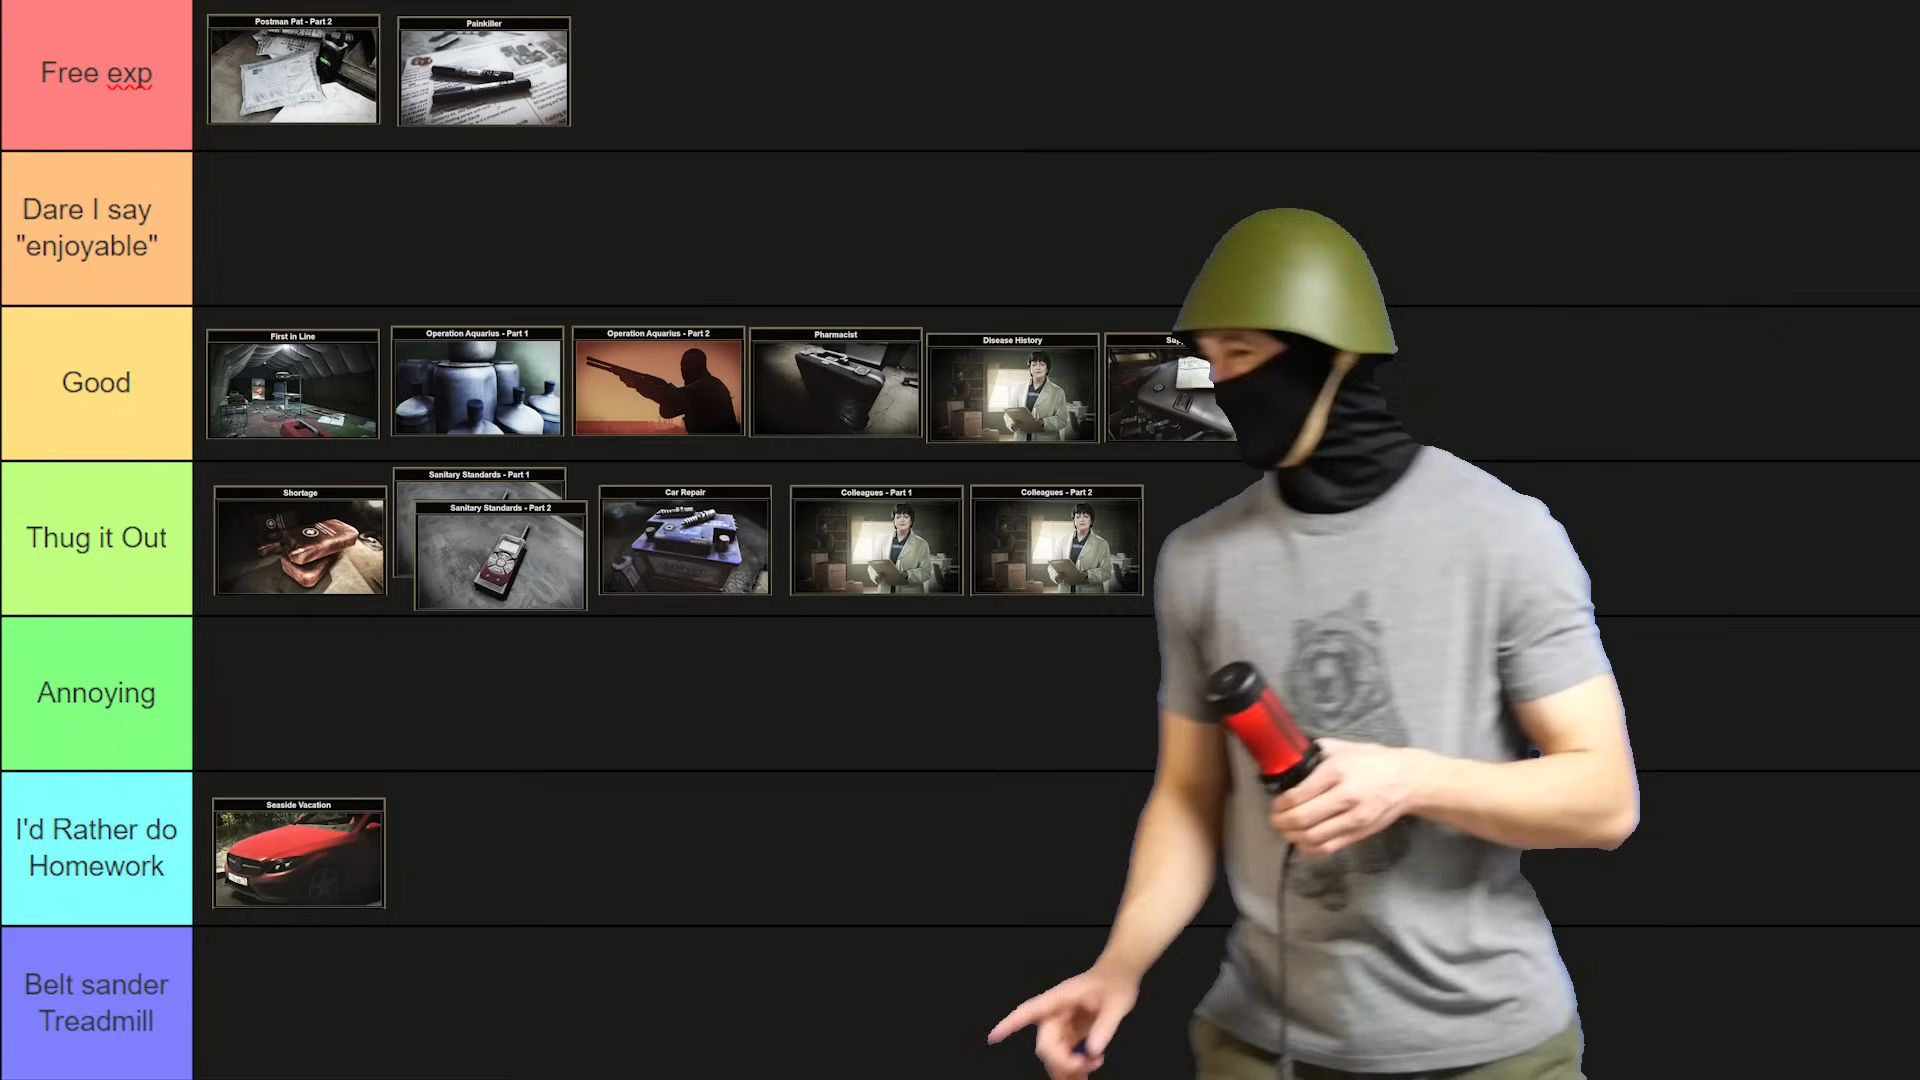 Free exp
Postman Pat - Part 2
Painkiller
Dare I say
"enjoyable"
Good
First in Line
Operation Aquarius - Part 1
Operation Aquarius - Part 2
Pharmacist
Disease History
Thug it Out
Shortage
Sanitary Standards - Part 1
Sanitary Standards - Part 2
Car Repair
Colleagues - Part 1
Colleagues - Part 2
Annoying
I'd Rather do
Homework
Seaside Vacation
Belt sander
Treadmill